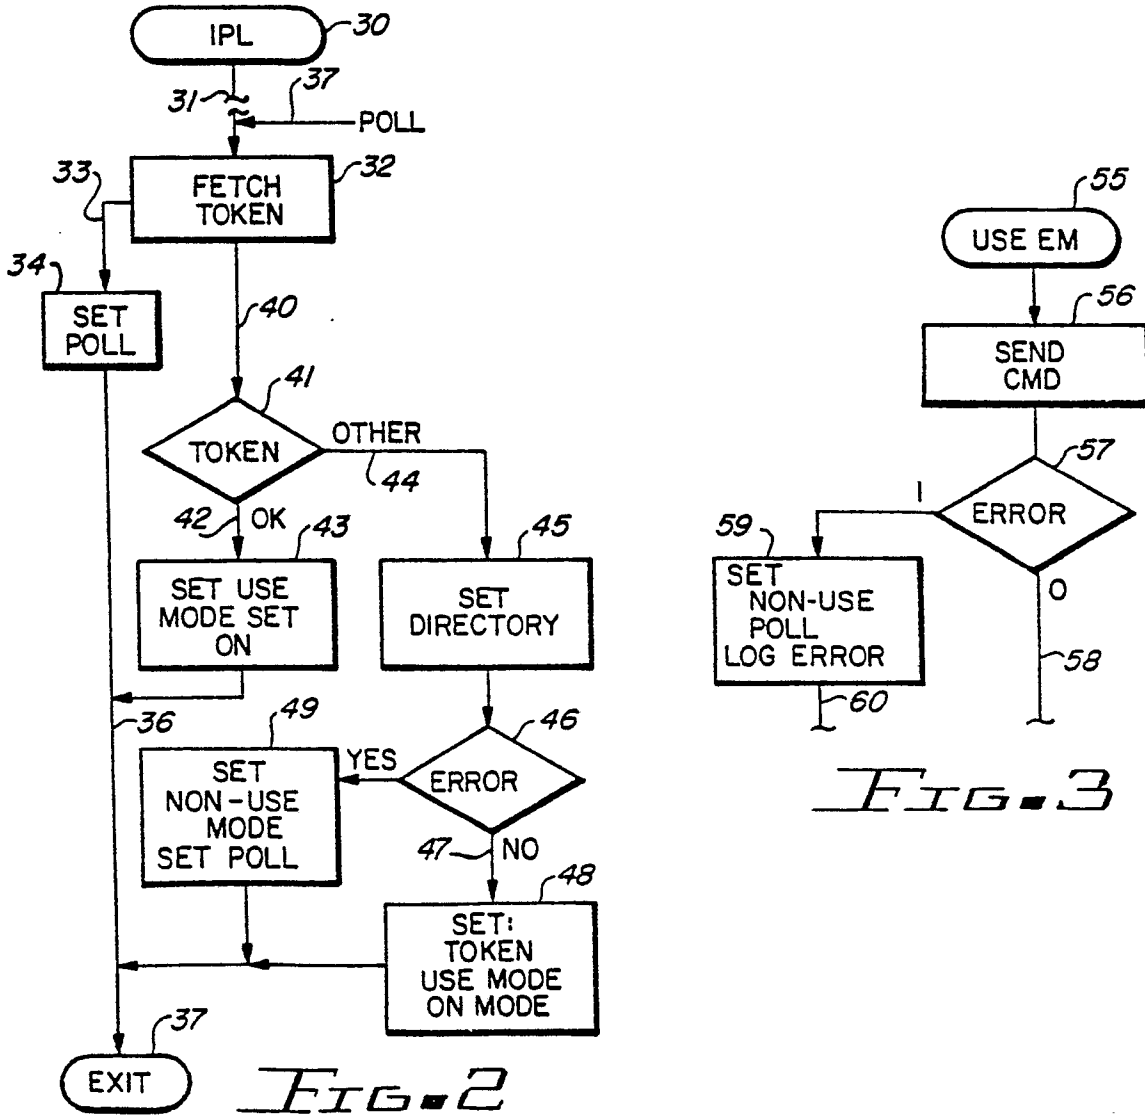 IPL
30
31
37
POLL
33
FETCH
TOKEN
32
34
SET
POLL
40
TOKEN
41
OTHER
44
42
OK
43
SET USE
MODE SET
ON
45
SET
DIRECTORY
36
49
SET
NON-USE
MODE
SET POLL
YES
ERROR
46
47
NO
48
SET:
TOKEN
USE MODE
ON MODE
37
EXIT
FIG. 2
55
USE EM
56
SEND
CMD
57
ERROR
1
0
59
SET
NON-USE
POLL
LOG ERROR
58
60
FIG. 3